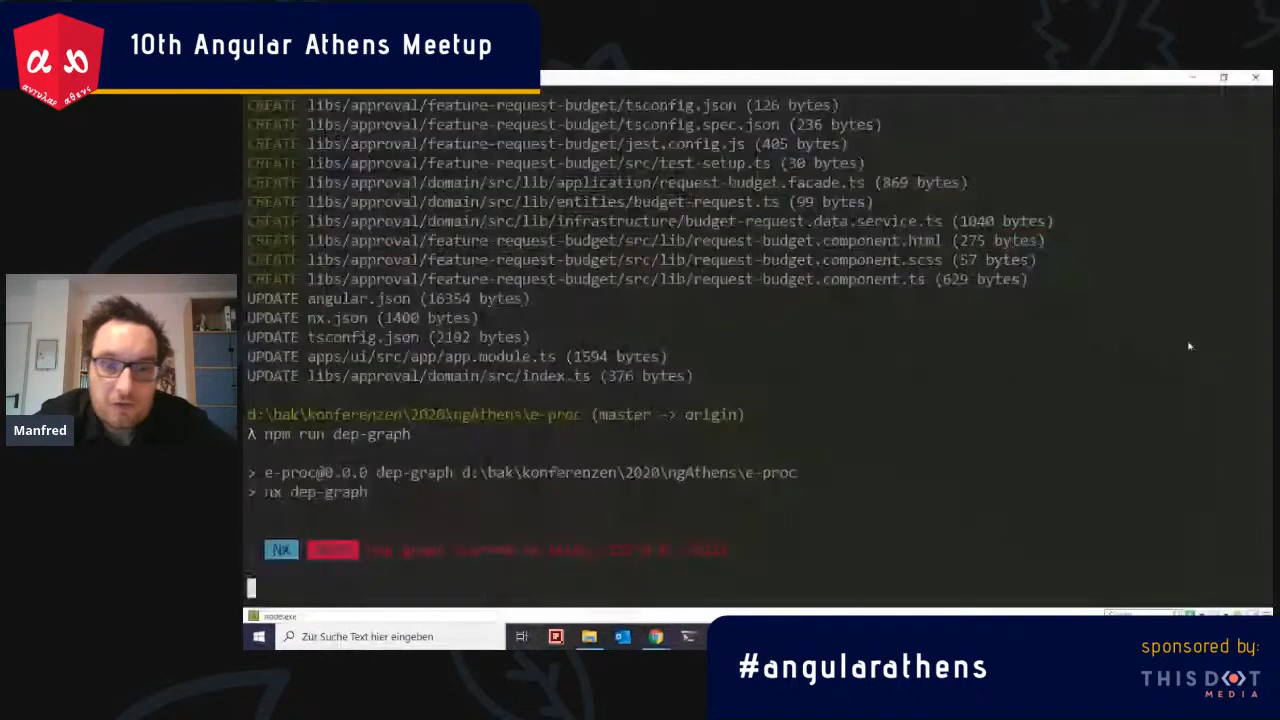 10th Angular Athens Meetup
CREATE libs/approval/feature-request-budget/tsconfig.json (126 bytes)
CREATE libs/approval/feature-request-budget/tsconfig.spec.json (236 bytes)
CREATE libs/approval/feature-request-budget/jest.config.js (405 bytes)
CREATE libs/approval/feature-request-budget/src/test-setup.ts (30 bytes)
CREATE libs/approval/domain/src/lib/application/request-budget.facade.ts (869 bytes)
CREATE libs/approval/domain/src/lib/entities/budget-request.ts (99 bytes)
CREATE libs/approval/domain/src/lib/infrastructure/budget-request.data.service.ts (1040 bytes)
CREATE libs/approval/feature-request-budget/src/lib/request-budget.component.html (275 bytes)
CREATE libs/approval/feature-request-budget/src/lib/request-budget.component.scss (57 bytes)
CREATE libs/approval/feature-request-budget/src/lib/request-budget.component.ts (629 bytes)
UPDATE angular.json (16354 bytes)
UPDATE nx.json (1400 bytes)
UPDATE tsconfig.json (2192 bytes)
UPDATE apps/ui/src/app/app.module.ts (1594 bytes)
UPDATE libs/approval/domain/src/index.ts (376 bytes)
d:\bak\konferenzen\2020\ngAthens\e-proc (master -> origin)
λ npm run dep-graph
> e-proc@0.0.0 dep-graph d:\bak\konferenzen\2020\ngAthens\e-proc
> nx dep-graph
NX
Manfred
node.exe
Zur Suche Text hier eingeben
#angularathens
sponsored by:
THIS DOT
MEDIA